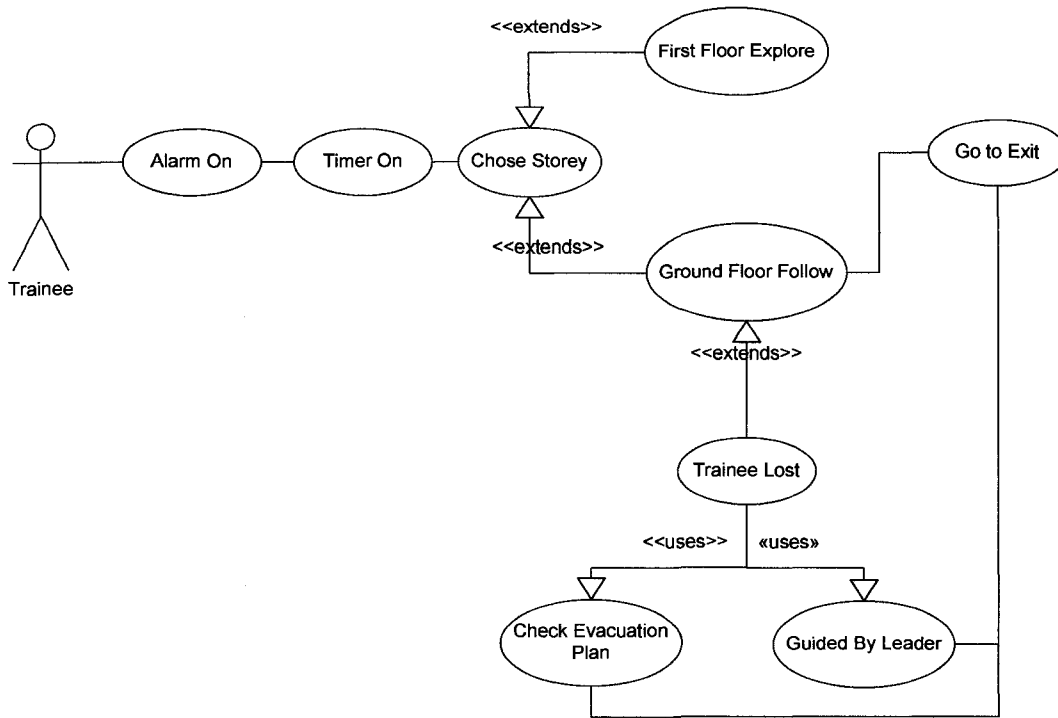 <<extends>>
First Floor Explore
Alarm On
Timer On
Chose Storey
Go to Exit
<<extends>>
Ground Floor Follow
Trainee
<<extends>>
Trainee Lost
<<uses>>
«uses»
Check Evacuation
Plan
Guided By Leader